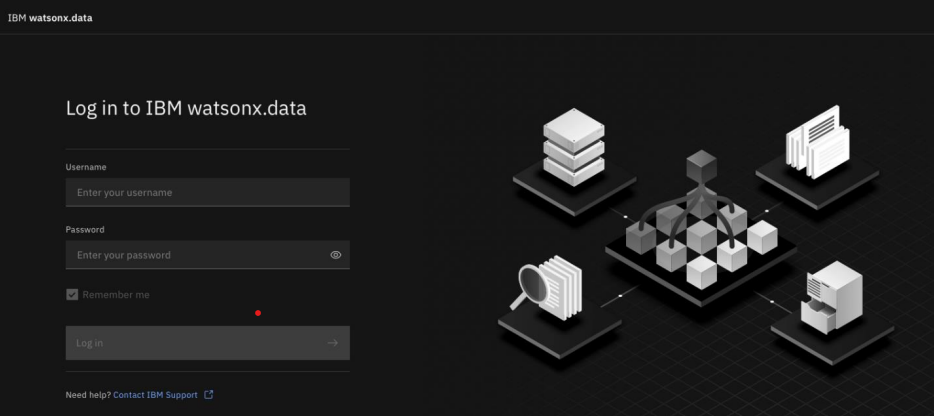 IBM watsonx.data
Log in to IBM watsonx.data
Username
Enter your username
Password
Enter your password
Remember me
Log in
Need help? Contact IBM Support